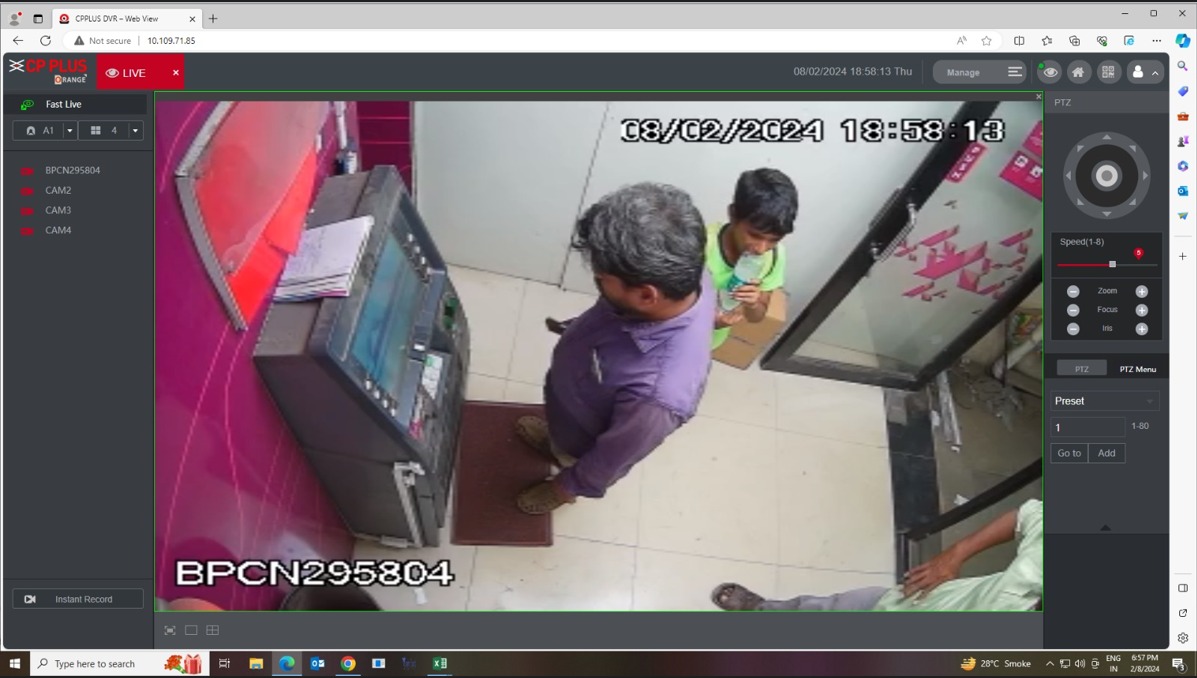 CPPLUS DVR – Web View
Not secure
10.109.71.85
CP PLUS
ORANGE
LIVE
08/02/2024 18:58:13 Thu
Manage
Fast Live
A1
4
BPCN295804
CAM2
CAM3
CAM4
Instant Record
08/02/2024 18:58:13
BPCN295804
PTZ
Speed(1-8)
5
Zoom
Focus
Iris
PTZ
PTZ Menu
Preset
1
1-80
Go to
Add
Type here to search
28°C Smoke
ENG
IN
6:57 PM
2/8/2024
3